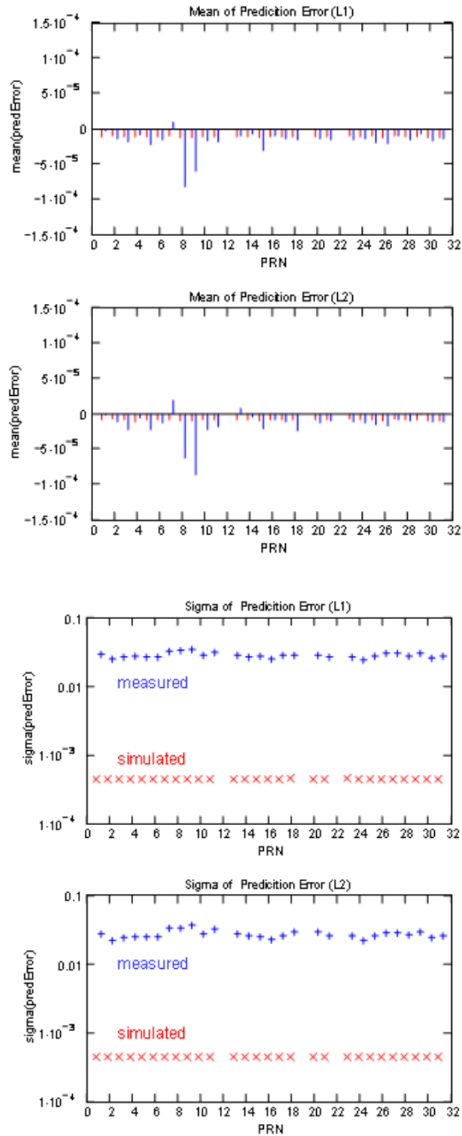 Mean of Predicition Error (L1)
1.5·10⁻⁴
1·10⁻⁴
5·10⁻⁵
0
−5·10⁻⁵
−1·10⁻⁴
−1.5·10⁻⁴
mean(predError)
0 2 4 6 8 10 12 14 16 18 20 22 24 26 28 30 32
PRN
Mean of Predicition Error (L2)
1.5·10⁻⁴
1·10⁻⁴
5·10⁻⁵
0
−5·10⁻⁵
−1·10⁻⁴
−1.5·10⁻⁴
mean(predError)
0 2 4 6 8 10 12 14 16 18 20 22 24 26 28 30 32
PRN
Sigma of Predicition Error (L1)
0.1
0.01
1·10⁻³
1·10⁻⁴
sigma(predError)
measured
simulated
0 2 4 6 8 10 12 14 16 18 20 22 24 26 28 30 32
PRN
Sigma of Predicition Error (L2)
0.1
0.01
1·10⁻³
1·10⁻⁴
sigma(predError)
measured
simulated
0 2 4 6 8 10 12 14 16 18 20 22 24 26 28 30 32
PRN